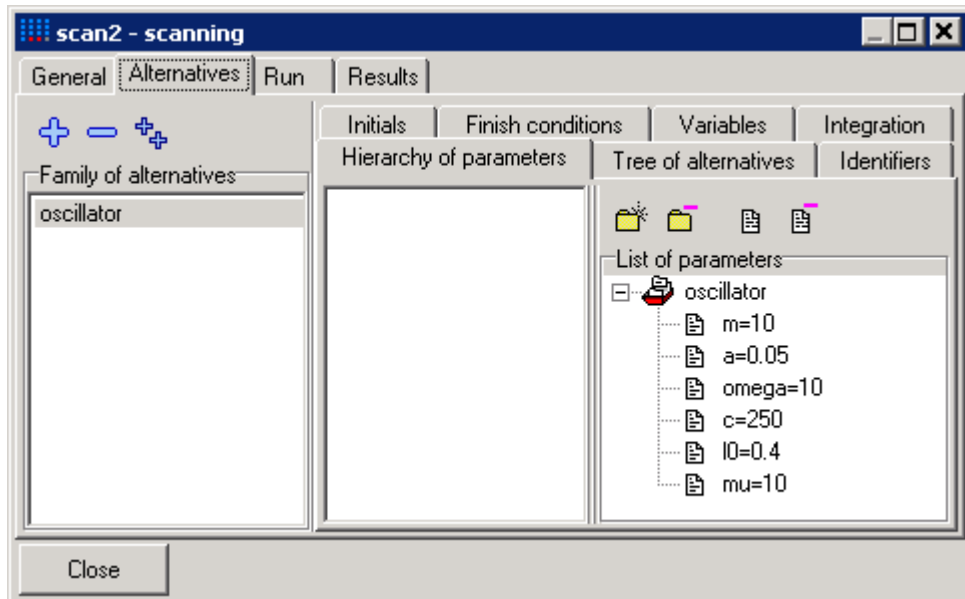 scan2 - scanning
General Alternatives Run Results
Initials Finish conditions Variables Integration
Hierarchy of parameters Tree of alternatives Identifiers
Family of alternatives
oscillator
List of parameters
oscillator
m=10
a=0.05
omega=10
c=250
l0=0.4
mu=10
Close